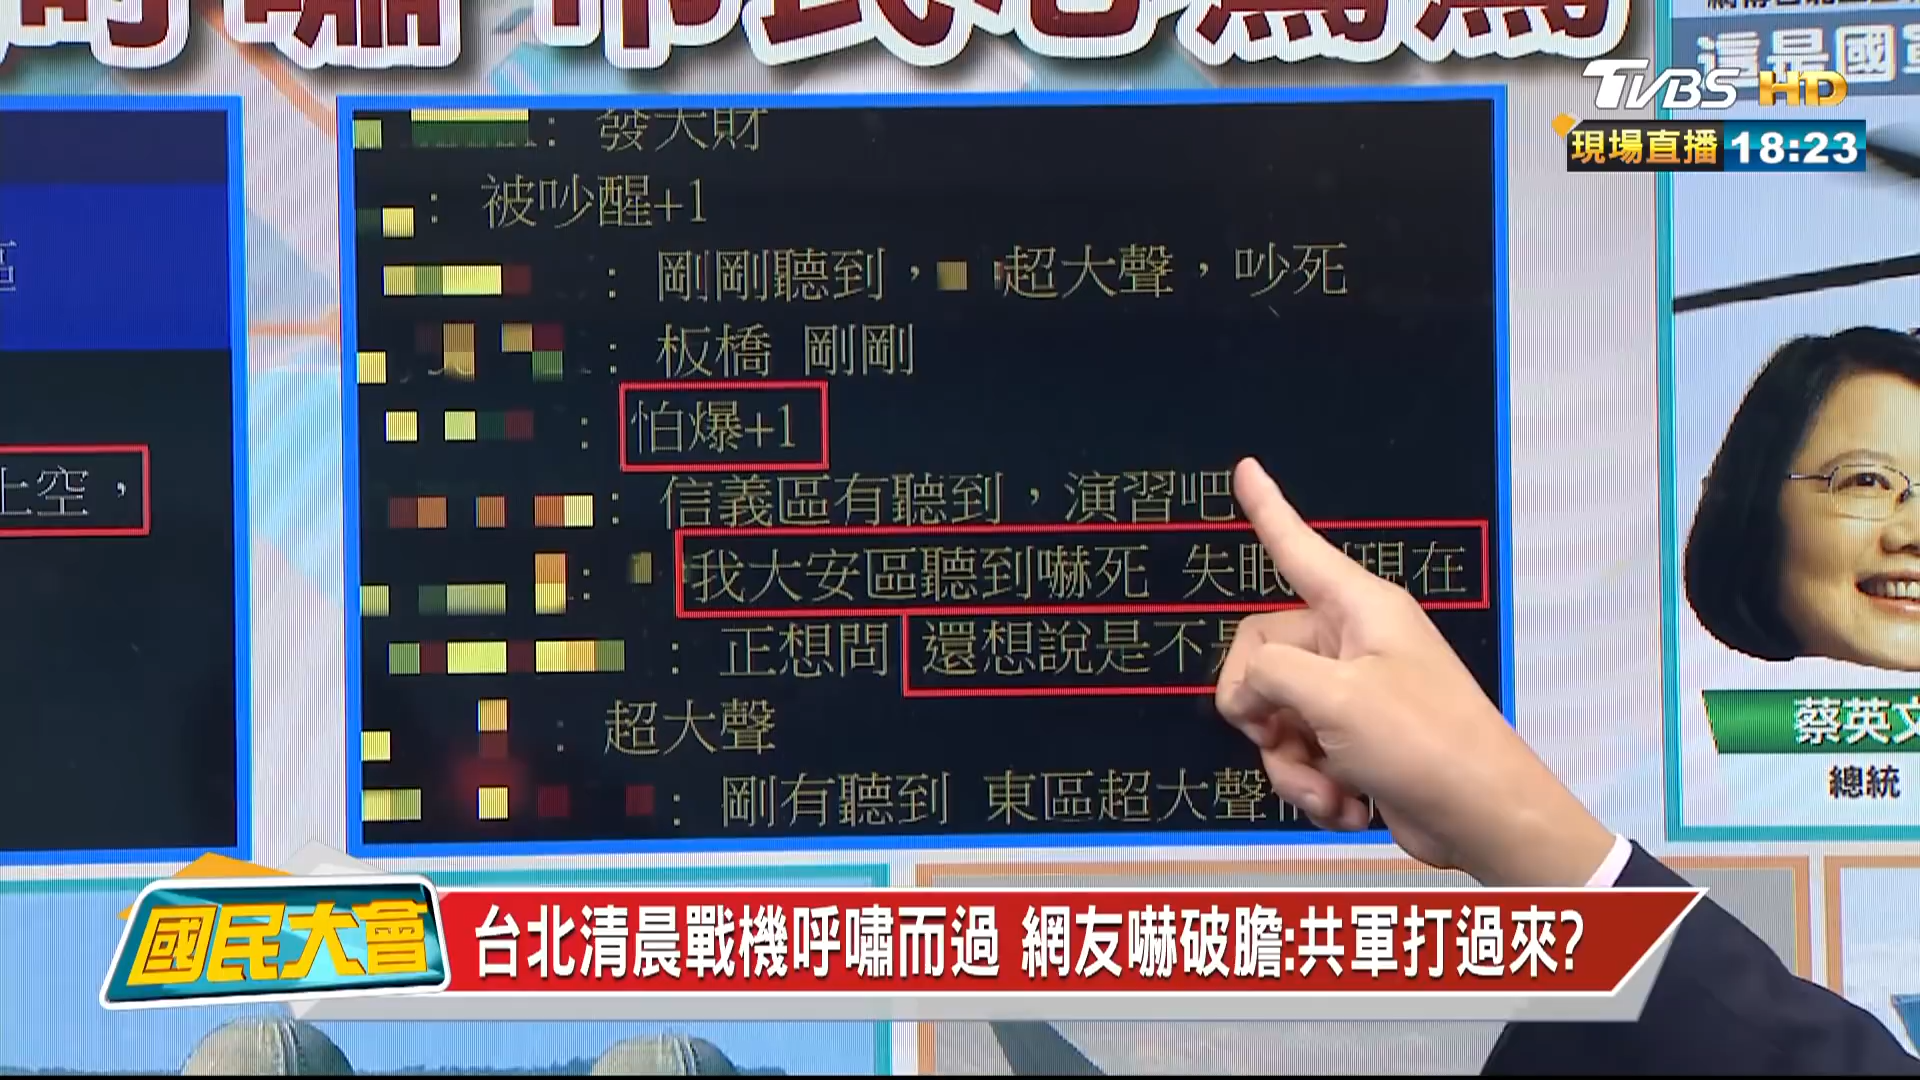 這是國
TVBS HD
現場直播 18:23
發大財
: 被吵醒+1
: 剛剛聽到, 超大聲,吵死
: 板橋 剛剛
: 怕爆+1
: 信義區有聽到,演習吧
: 我大安區聽到嚇死 失眠 現在
: 正想問 還想說是不
: 超大聲
: 剛有聽到 東區超大聲
上空,
蔡英文
總統
國民大會
台北清晨戰機呼嘯而過 網友嚇破膽:共軍打過來?